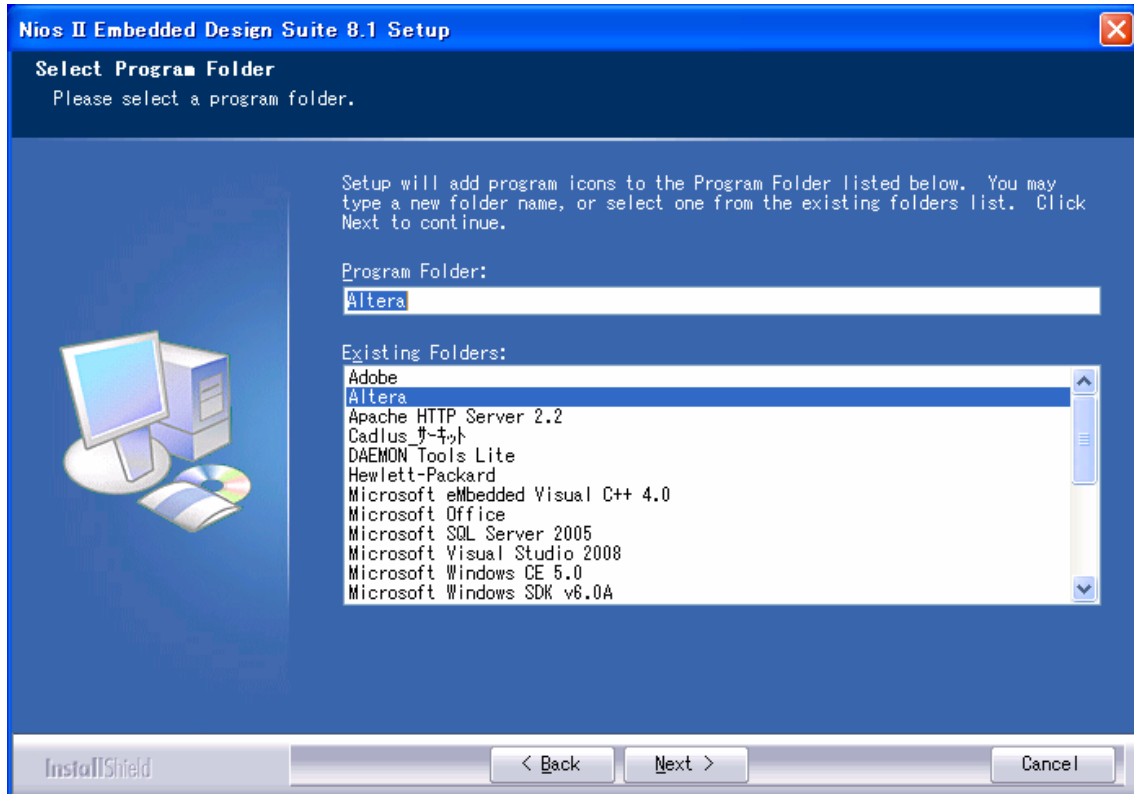 Nios II Embedded Design Suite 8.1 Setup
Select Program Folder
Please select a program folder.
Setup will add program icons to the Program Folder listed below.  You may
type a new folder name, or select one from the existing folders list.  Click
Next to continue.
Program Folder:
Altera
Existing Folders:
Adobe
Altera
Apache HTTP Server 2.2
Cadlus_サーキット
DAEMON Tools Lite
Hewlett-Packard
Microsoft eMbedded Visual C++ 4.0
Microsoft Office
Microsoft SQL Server 2005
Microsoft Visual Studio 2008
Microsoft Windows CE 5.0
Microsoft Windows SDK v6.0A
InstallShield
< Back
Next >
Cancel